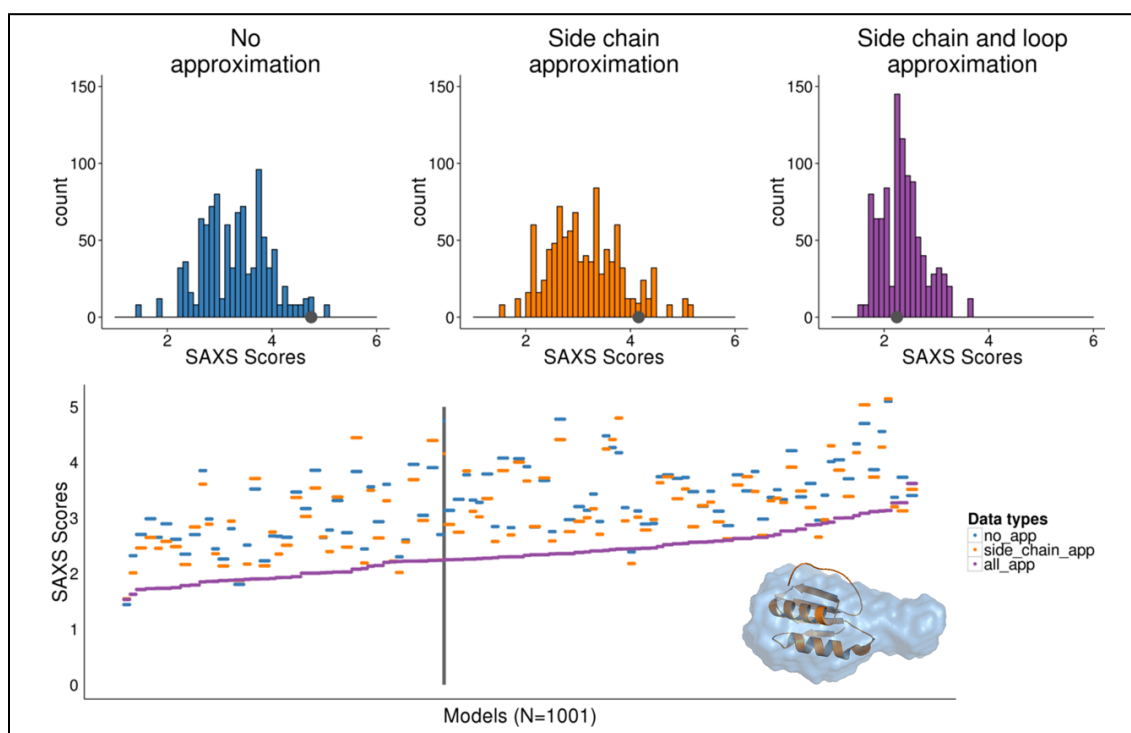 No
approximation
150
100
50
0
count
2
4
6
SAXS Scores
Side chain
approximation
150
100
50
0
count
2
4
6
SAXS Scores
Side chain and loop
approximation
150
100
50
0
count
2
4
6
SAXS Scores
5
4
3
2
1
0
SAXS Scores
Models (N=1001)
Data types
no_app
side_chain_app
all_app